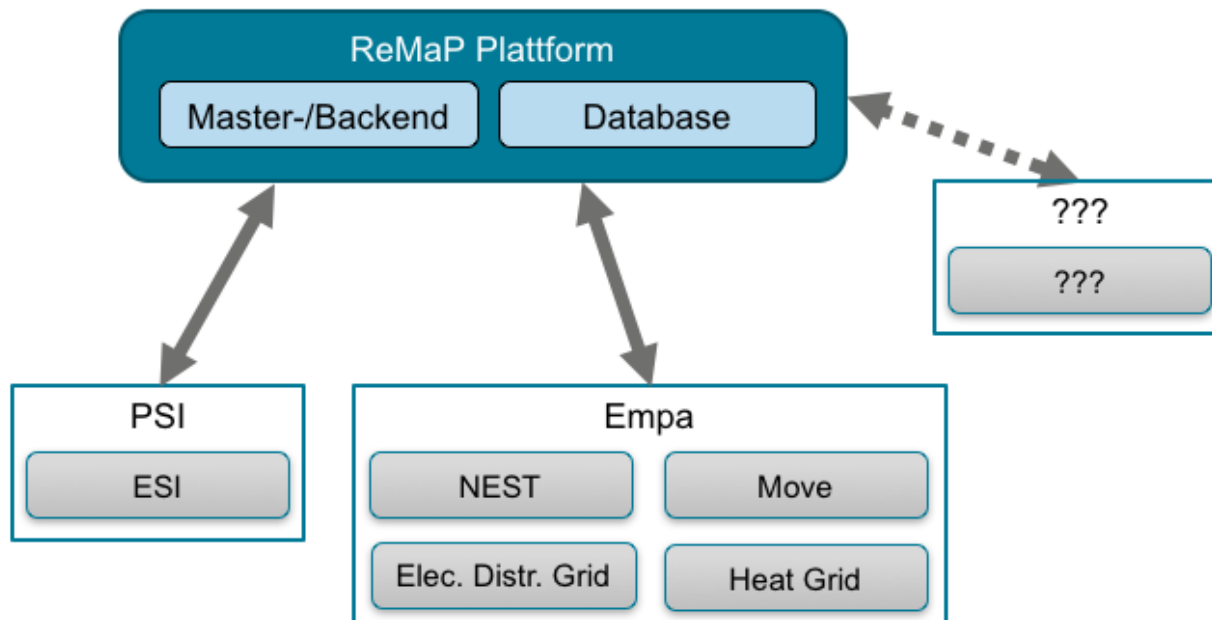 ReMaP Plattform
Master-/Backend
Database
???
???
PSI
ESI
Empa
NEST
Move
Elec. Distr. Grid
Heat Grid